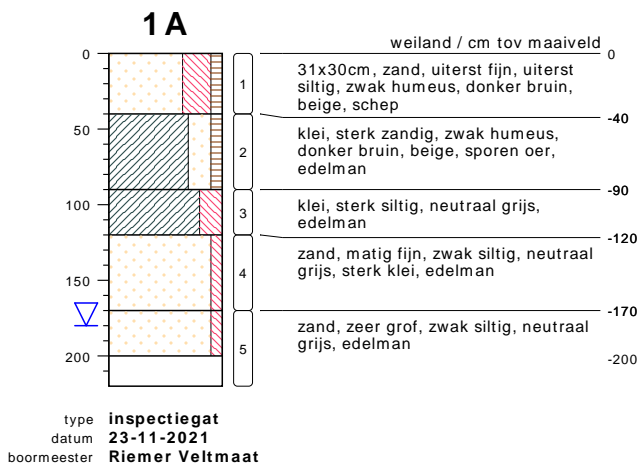 1A
weiland / cm tov maaiveld
0
0
1
31x30cm, zand, uiterst fijn, uiterst
siltig, zwak humeus, donker bruin,
beige, schep
-40
50
2
klei, sterk zandig, zwak humeus,
donker bruin, beige, sporen oer,
edelman
-90
100
3
klei, sterk siltig, neutraal grijs,
edelman
-120
150
4
zand, matig fijn, zwak siltig, neutraal
grijs, sterk klei, edelman
-170
200
5
zand, zeer grof, zwak siltig, neutraal
grijs, edelman
-200
type inspectiegat
datum 23-11-2021
boormeester Riemer Veltmaat